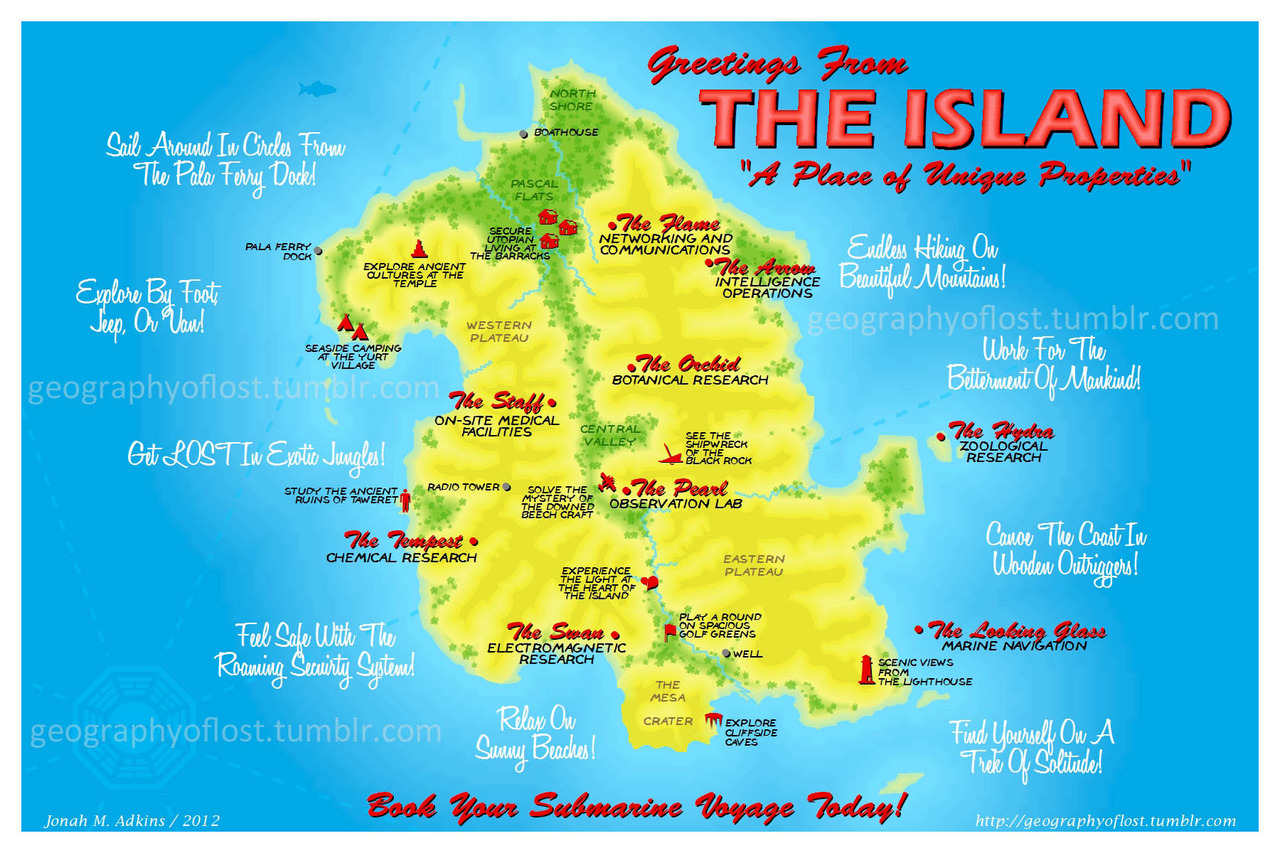 Greetings From
THE ISLAND
"A Place of Unique Properties"
NORTH
SHORE
BOATHOUSE
Sail Around In Circles From
The Pala Ferry Dock!
PASCAL
FLATS
SECURE
UTOPIAN
LIVING AT
THE BARRACKS
The Flame
NETWORKING AND
COMMUNICATIONS
PALA FERRY
DOCK
EXPLORE ANCIENT
CULTURES AT THE
TEMPLE
The Arrow
INTELLIGENCE
OPERATIONS
Endless Hiking On
Beautiful Mountains!
Explore By Foot,
Jeep, Or Van!
geographyoflost.tumblr.com
WESTERN
PLATEAU
SEASIDE CAMPING
AT THE YURT
VILLAGE
Work For The
Betterment Of Mankind!
The Orchid
BOTANICAL RESEARCH
geographyoflost.tumblr.com
The Staff
ON-SITE MEDICAL
FACILITIES
CENTRAL
VALLEY
SEE THE
SHIPWRECK
OF THE
BLACK ROCK
The Hydra
ZOOLOGICAL
RESEARCH
Get LOST In Exotic Jungles!
STUDY THE ANCIENT
RUINS OF TAWERET
RADIO TOWER
SOLVE THE
MYSTERY OF
THE DOWNED
BEECH CRAFT
The Pearl
OBSERVATION LAB
The Tempest
CHEMICAL RESEARCH
Canoe The Coast In
Wooden Outriggers!
EASTERN
PLATEAU
EXPERIENCE
THE LIGHT AT
THE HEART OF
THE ISLAND
PLAY A ROUND
ON SPACIOUS
GOLF GREENS
The Swan
ELECTROMAGNETIC
RESEARCH
WELL
The Looking Glass
MARINE NAVIGATION
Feel Safe With The
Roaming Secuirty System!
SCENIC VIEWS
FROM
THE LIGHTHOUSE
THE
MESA
CRATER
EXPLORE
CLIFFSIDE
CAVES
geographyoflost.tumblr.com
Relax On
Sunny Beaches!
Find Yourself On A
Trek Of Solitude!
Book Your Submarine Voyage Today!
Jonah M. Adkins / 2012
http://geographyoflost.tumblr.com